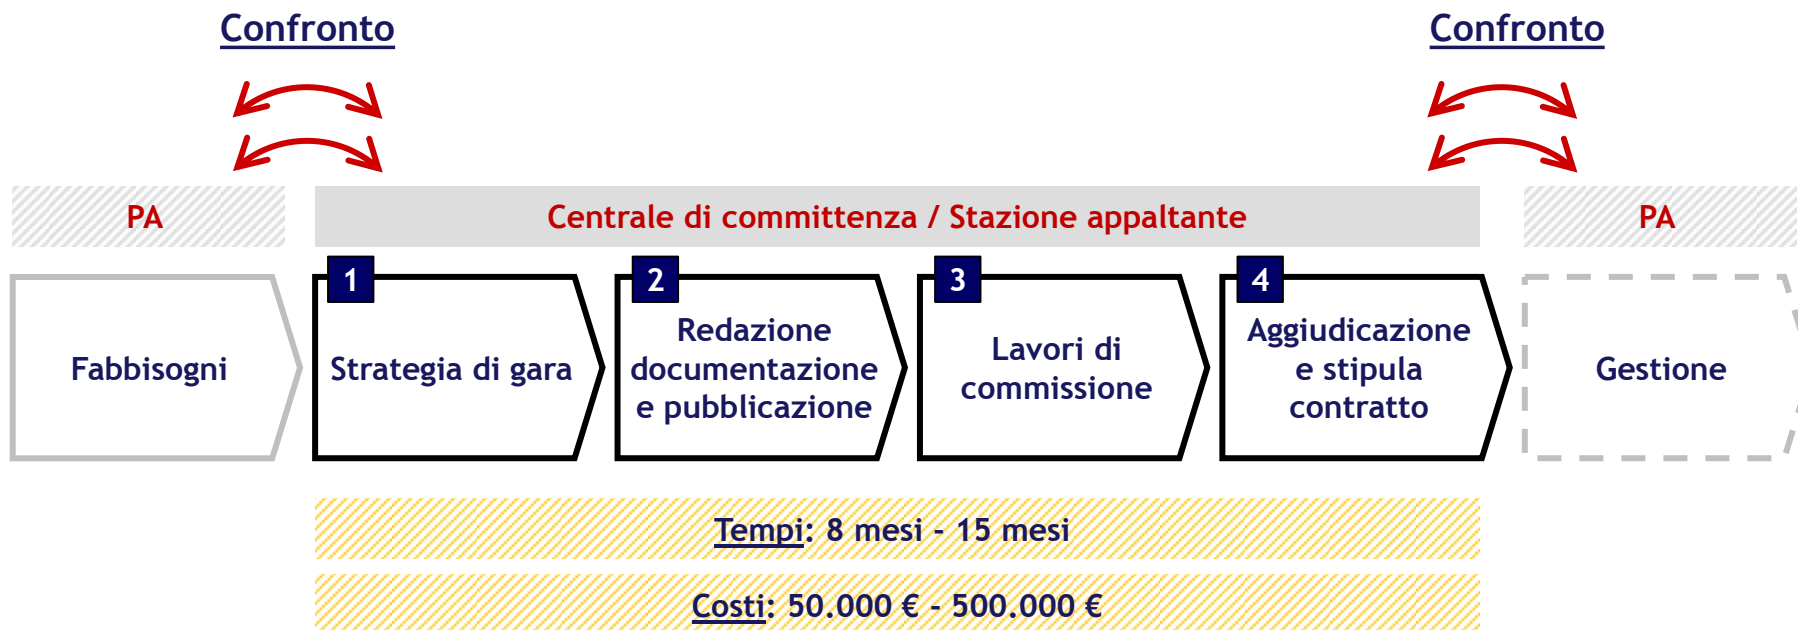 Confronto
Confronto
PA
Centrale di committenza / Stazione appaltante
PA
Fabbisogni
1
Strategia di gara
2
Redazione
documentazione
e pubblicazione
3
Lavori di
commissione
4
Aggiudicazione
e stipula
contratto
Gestione
Tempi: 8 mesi - 15 mesi
Costi: 50.000 € - 500.000 €